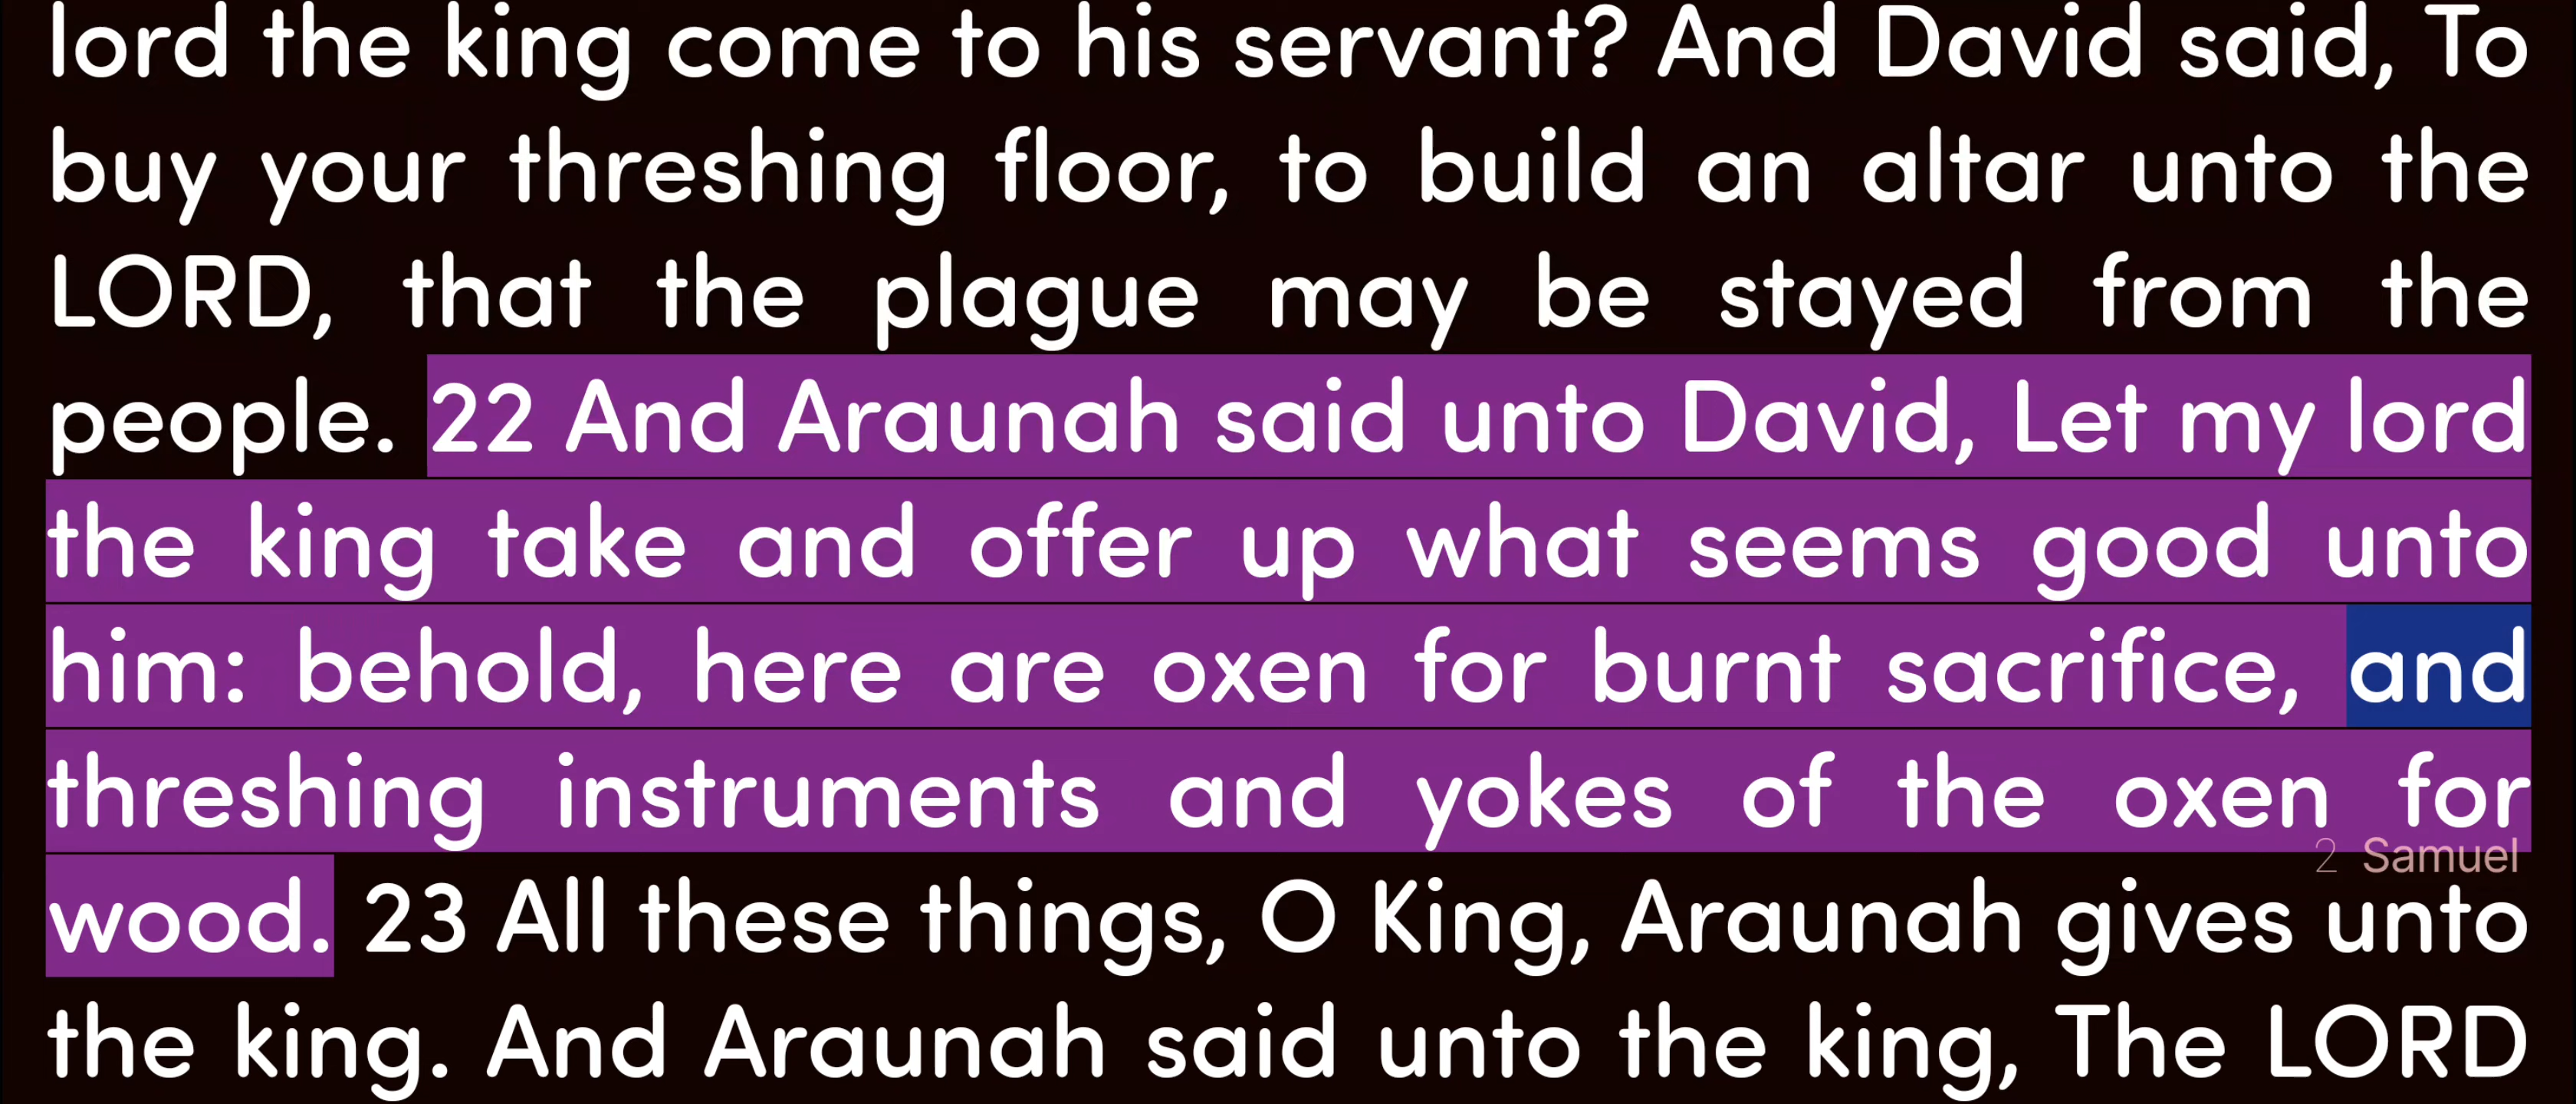 lord the king come to his servant? And David said, To
buy your threshing floor, to build an altar unto the
LORD, that the plague may be stayed from the
people. 22 And Araunah said unto David, Let my lord
the king take and offer up what seems good unto
him: behold, here are oxen for burnt sacrifice, and
threshing instruments and yokes of the oxen for
2 Samuel
wood. 23 All these things, O King, Araunah gives unto
the king. And Araunah said unto the king, The LORD